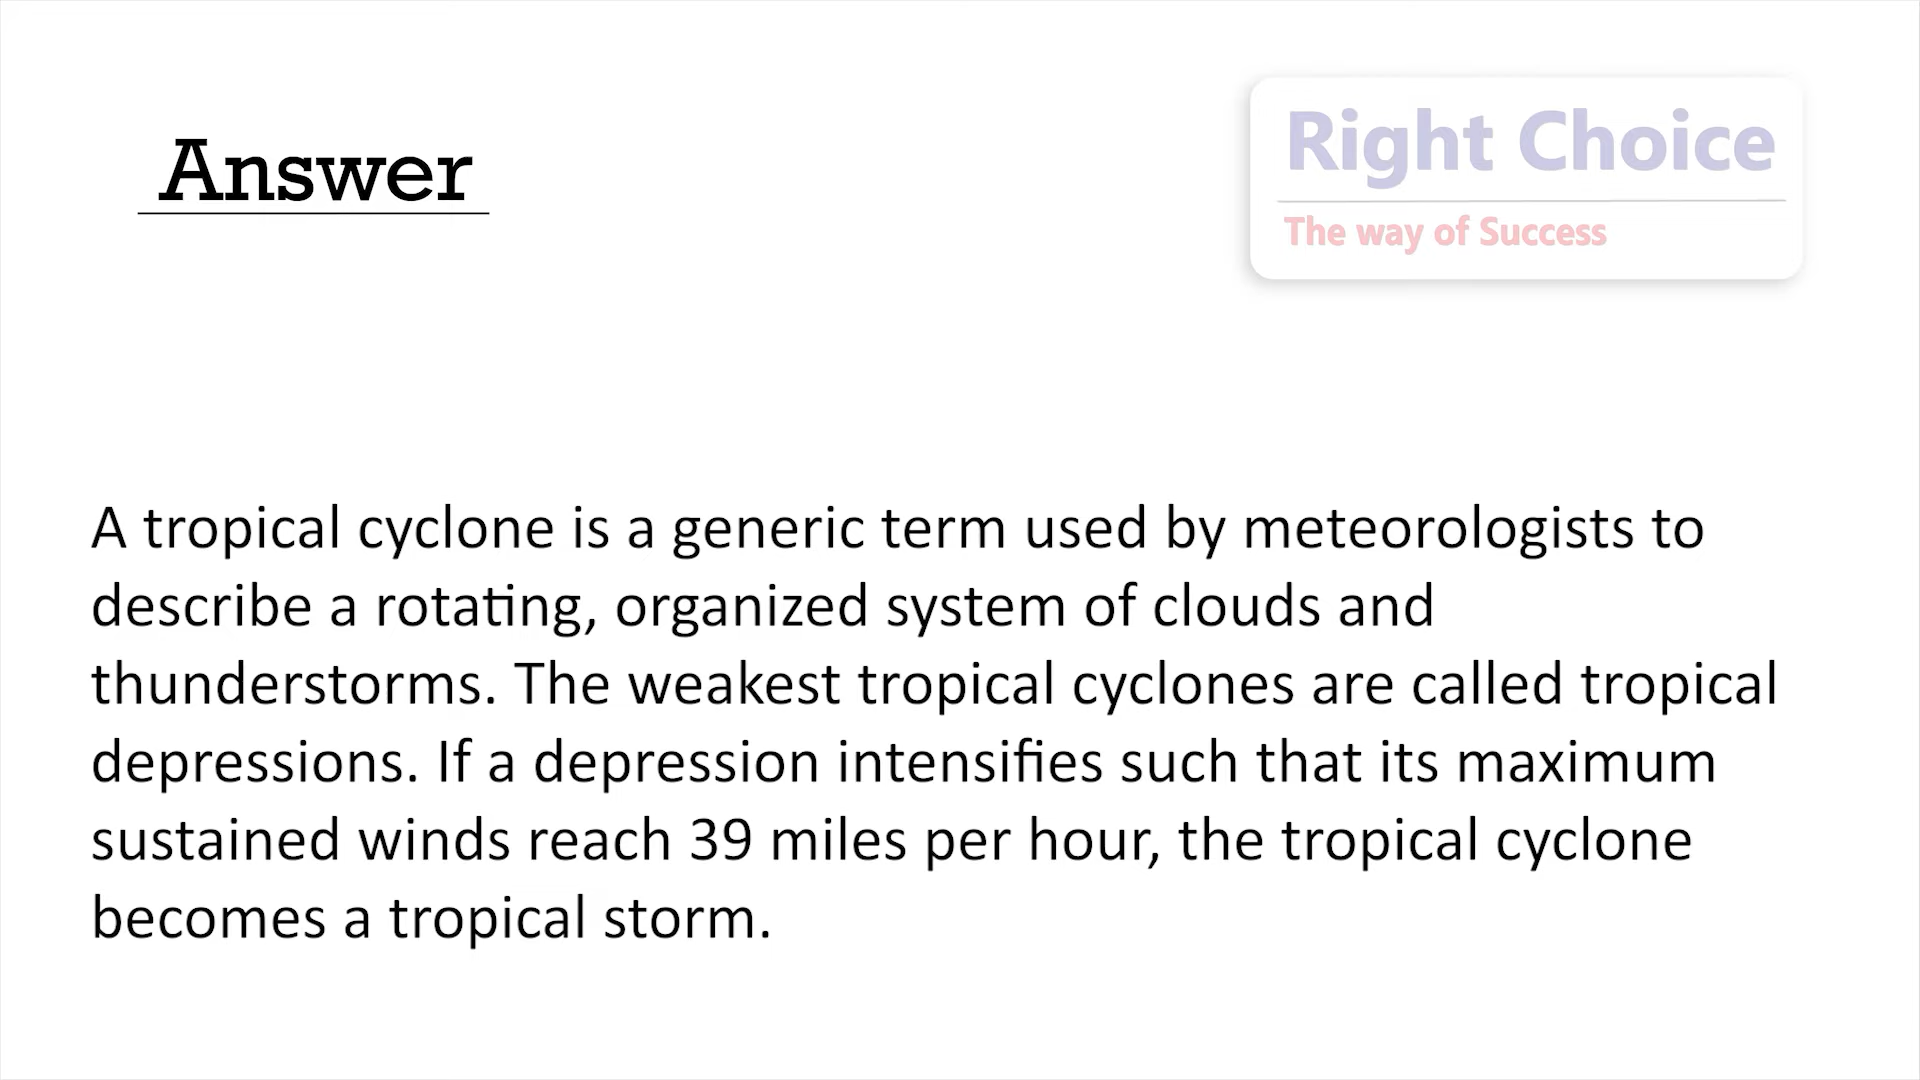 Answer
Right Choice
The way of Success
A tropical cyclone is a generic term used by meteorologists to
describe a rotating, organized system of clouds and
thunderstorms. The weakest tropical cyclones are called tropical
depressions. If a depression intensifies such that its maximum
sustained winds reach 39 miles per hour, the tropical cyclone
becomes a tropical storm.